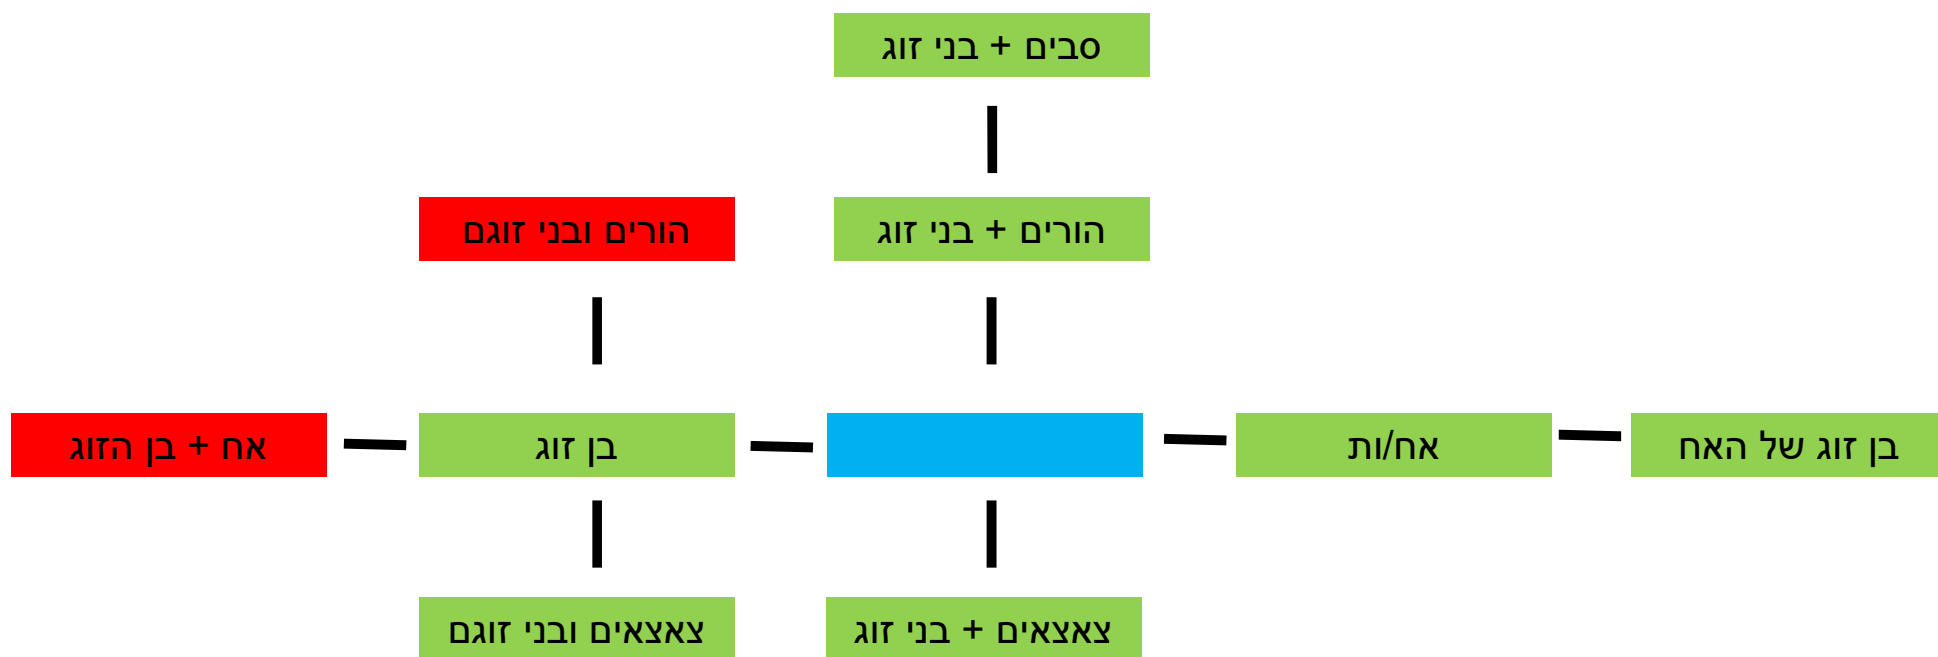 סבים + בני זוג
הורים + בני זוג
הורים ובני זוגם
בן זוג של האח
אח/ות
בן זוג
אח + בן הזוג
צאצאים + בני זוג
צאצאים ובני זוגם